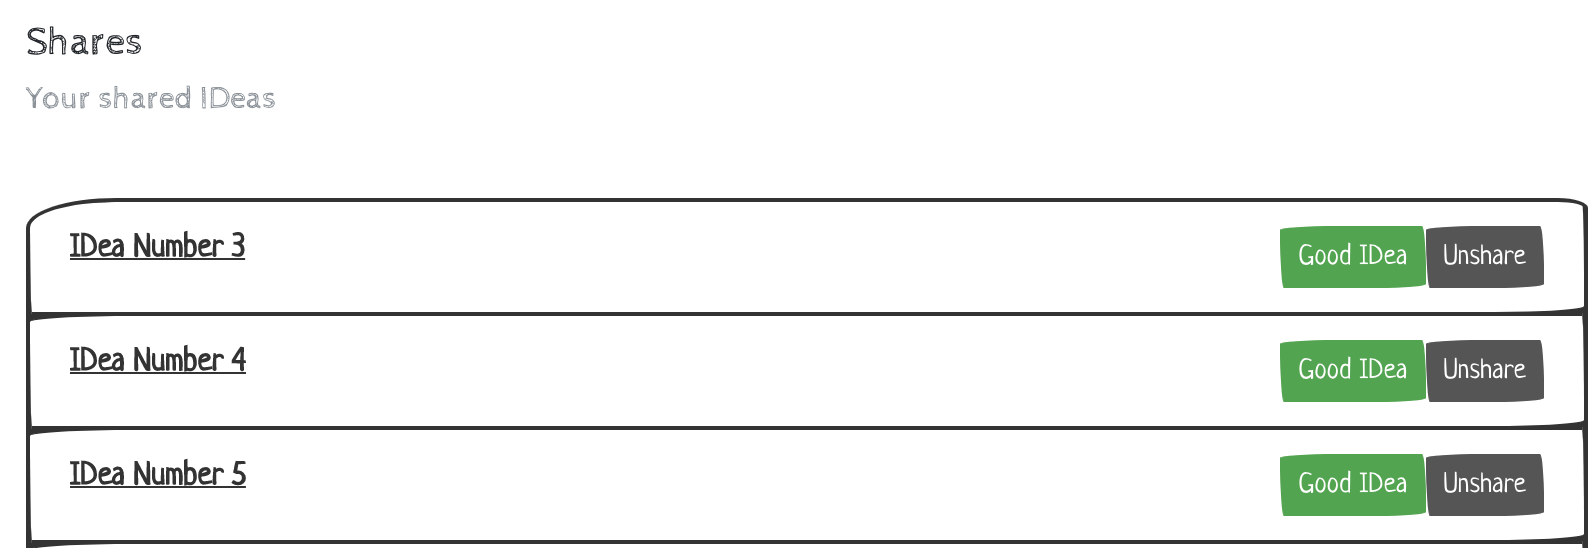 Shares
Your shared IDeas
IDea Number 3
Good IDea Unshare
IDea Number 4
Good IDea Unshare
IDea Number 5
Good IDea Unshare